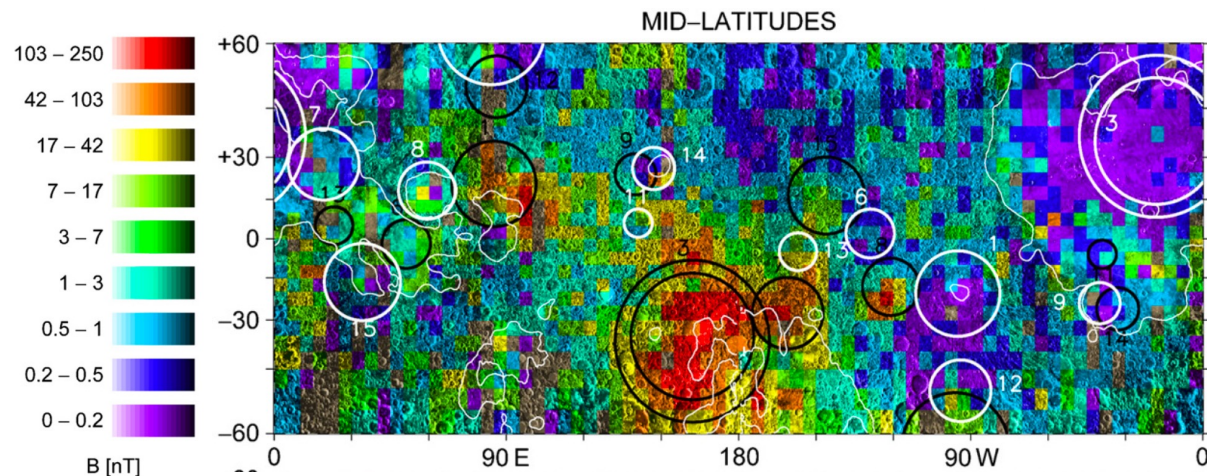 MID–LATITUDES
103 – 250
42 – 103
17 – 42
7 – 17
3 – 7
1 – 3
0.5 – 1
0.2 – 0.5
0 – 0.2
B [nT]
+60
+30
0
−30
−60
0
90 E
180
90 W
0
7
12
8
9
14
11
15
6
3
13
1
3
9
14
12